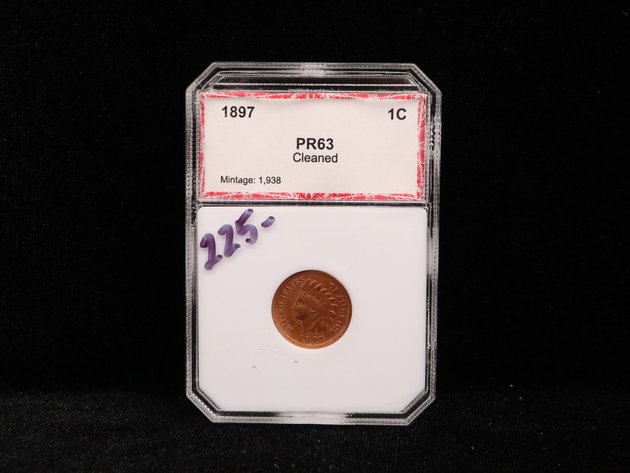 1897 1C
PR63
Cleaned
Mintage: 1,938
225-